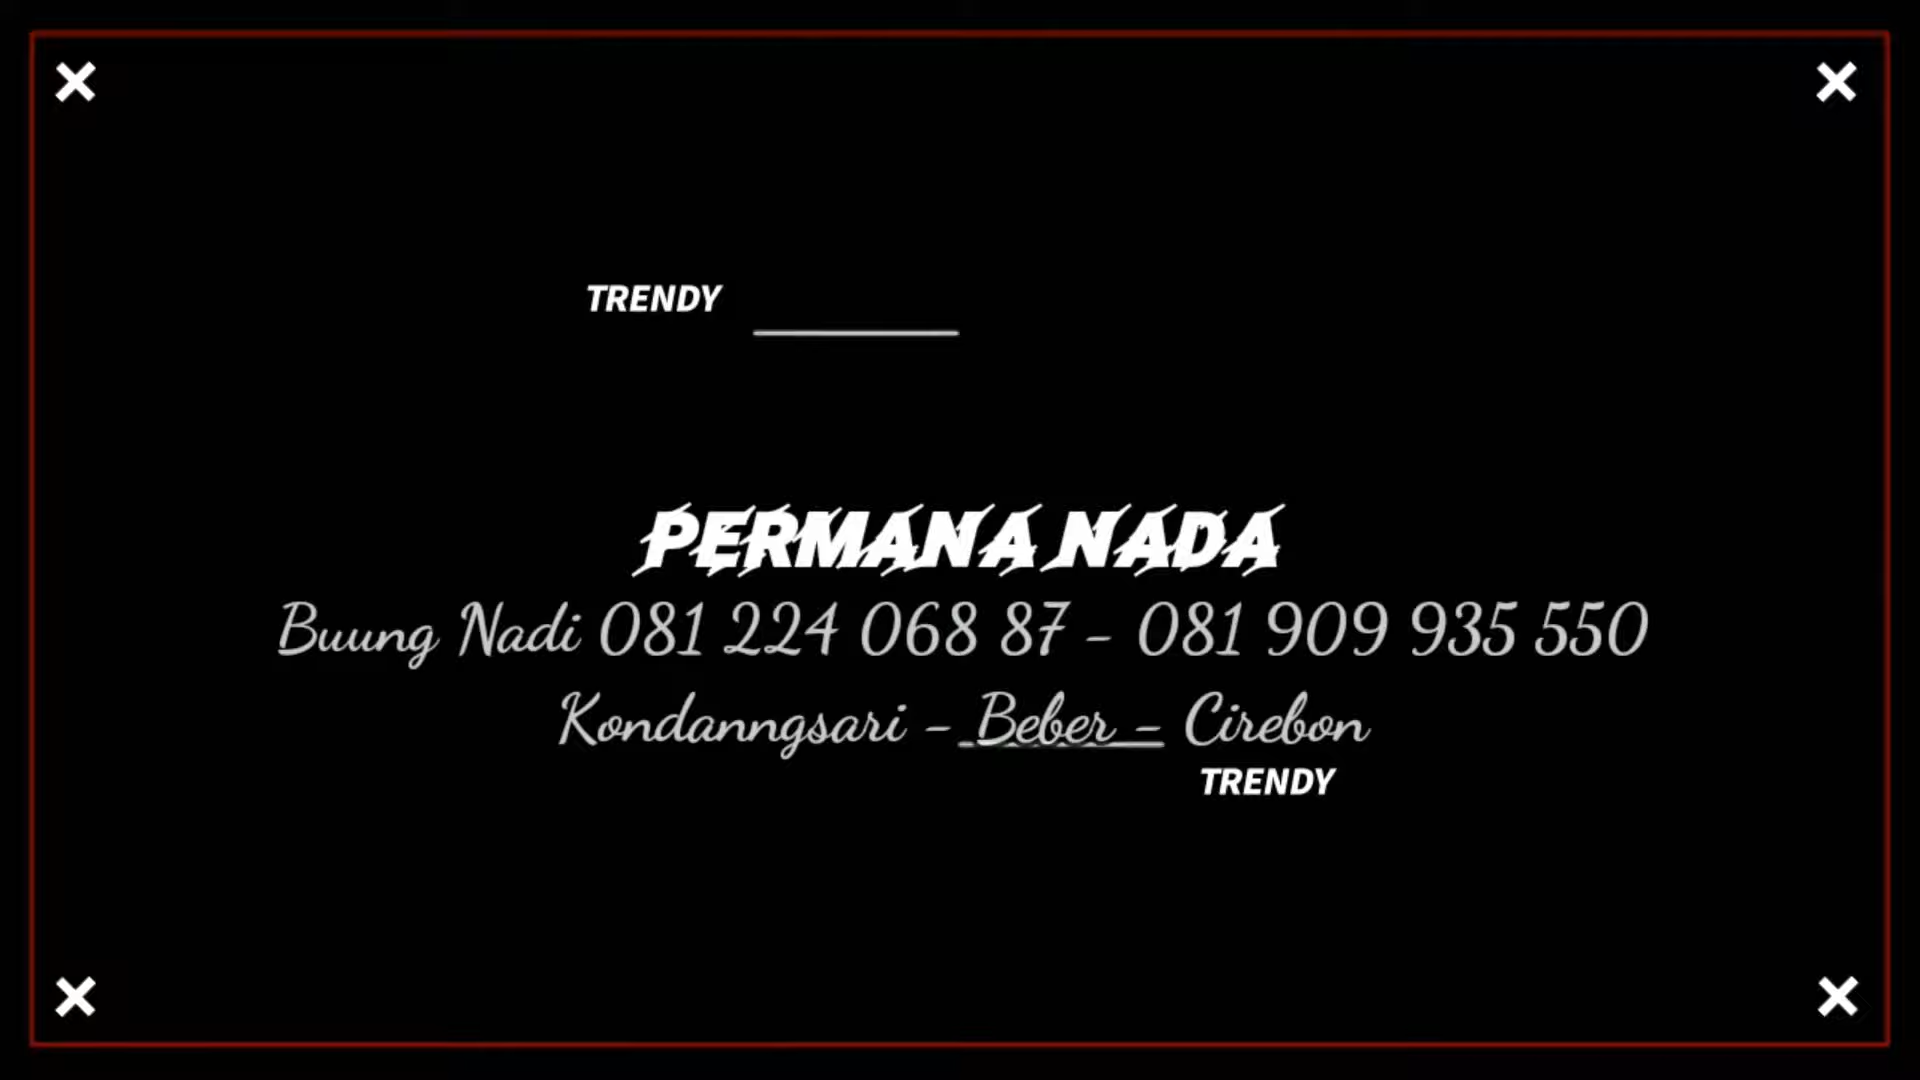 TRENDY
PERMANA NADA
Buung Nadi 081 224 068 87 - 081 909 935 550
Kondanngsari - Beber - Cirebon
TRENDY